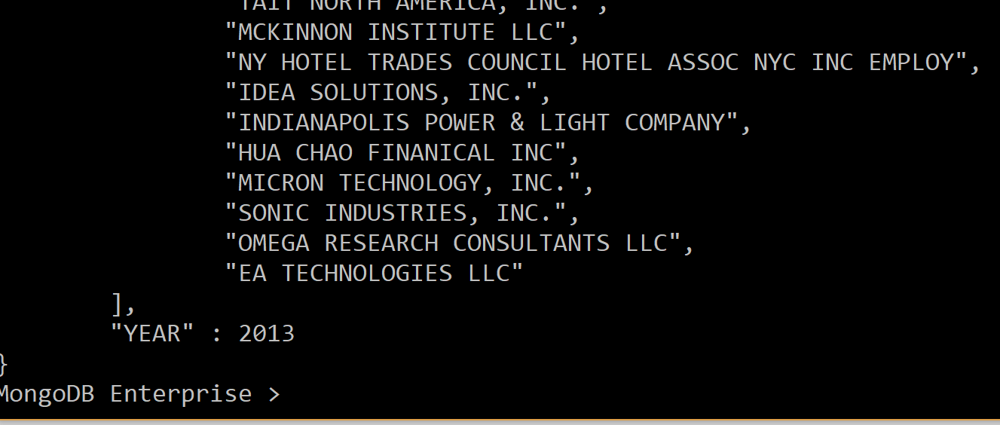 "TAIT NORTH AMERICA, INC.",
"MCKINNON INSTITUTE LLC",
"NY HOTEL TRADES COUNCIL HOTEL ASSOC NYC INC EMPLOY",
"IDEA SOLUTIONS, INC.",
"INDIANAPOLIS POWER & LIGHT COMPANY",
"HUA CHAO FINANICAL INC",
"MICRON TECHNOLOGY, INC.",
"SONIC INDUSTRIES, INC.",
"OMEGA RESEARCH CONSULTANTS LLC",
"EA TECHNOLOGIES LLC"
],
"YEAR" : 2013
}
MongoDB Enterprise >